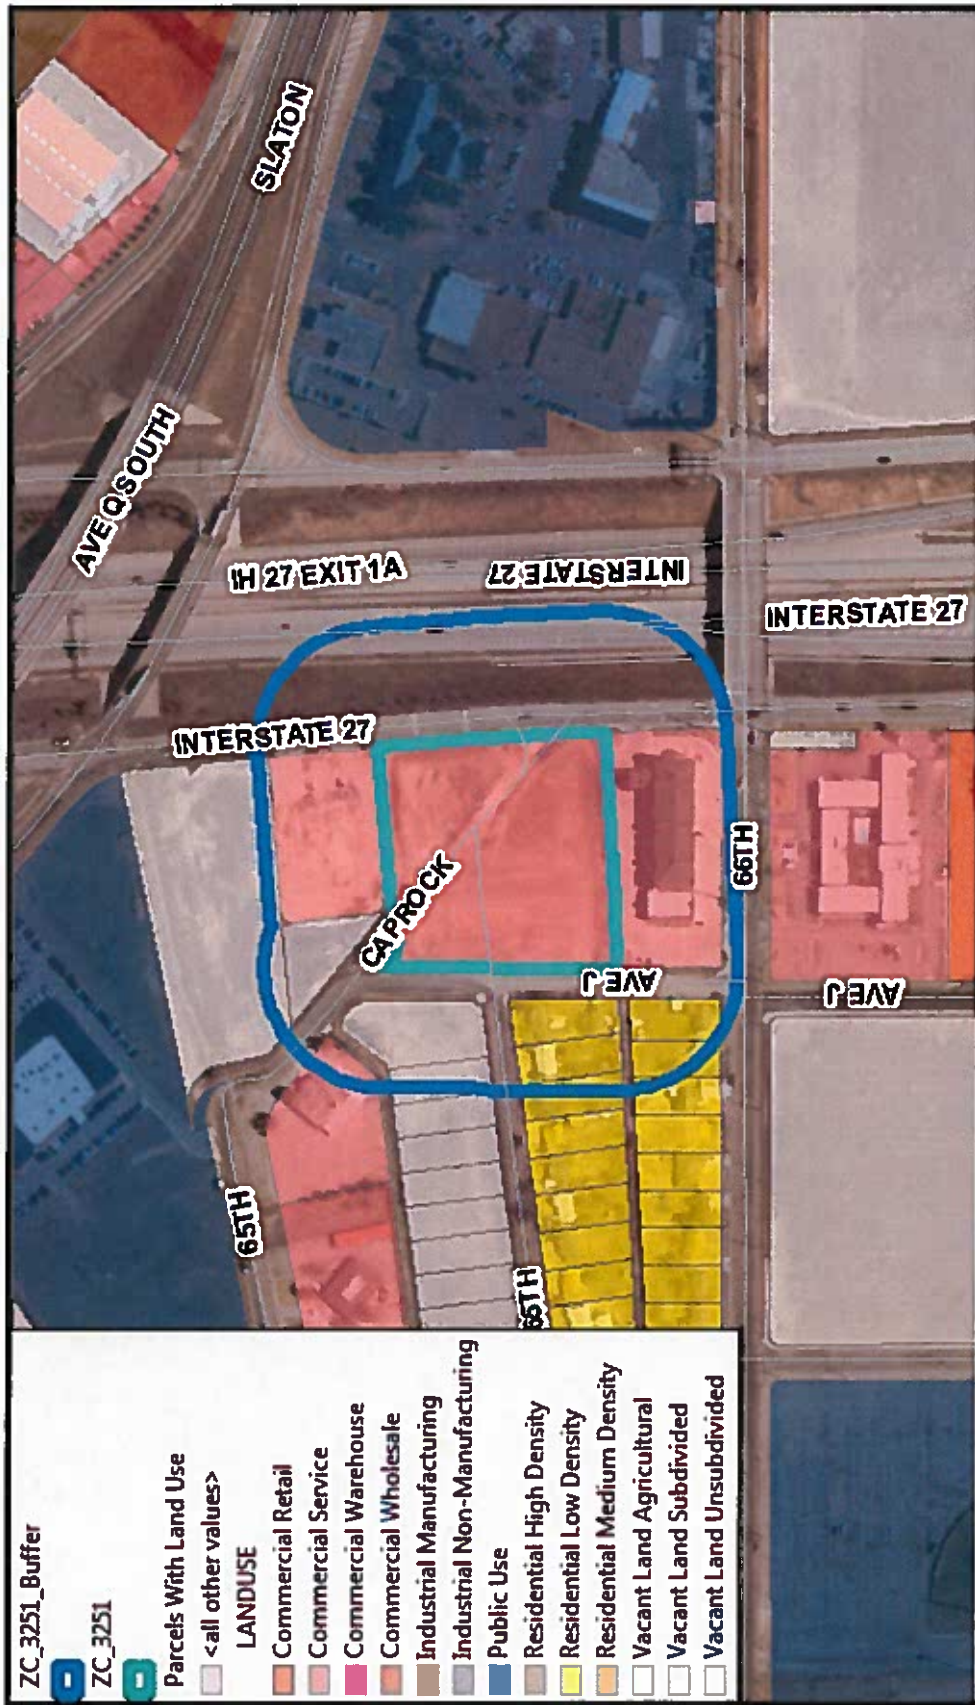 SLATON
AVE Q SOUTH
IH 27 EXIT 1A
INTERSTATE 27
INTERSTATE 27
INTERSTATE 27
CAPROCK
66TH
AVE J
AVE J
65TH
65TH
ZC_3251_Buffer
ZC_3251
Parcels With Land Use
<all other values>
LANDUSE
Commercial Retail
Commercial Service
Commercial Warehouse
Commercial Wholesale
Industrial Manufacturing
Industrial Non-Manufacturing
Public Use
Residential High Density
Residential Low Density
Residential Medium Density
Vacant Land Agricultural
Vacant Land Subdivided
Vacant Land Unsubdivided